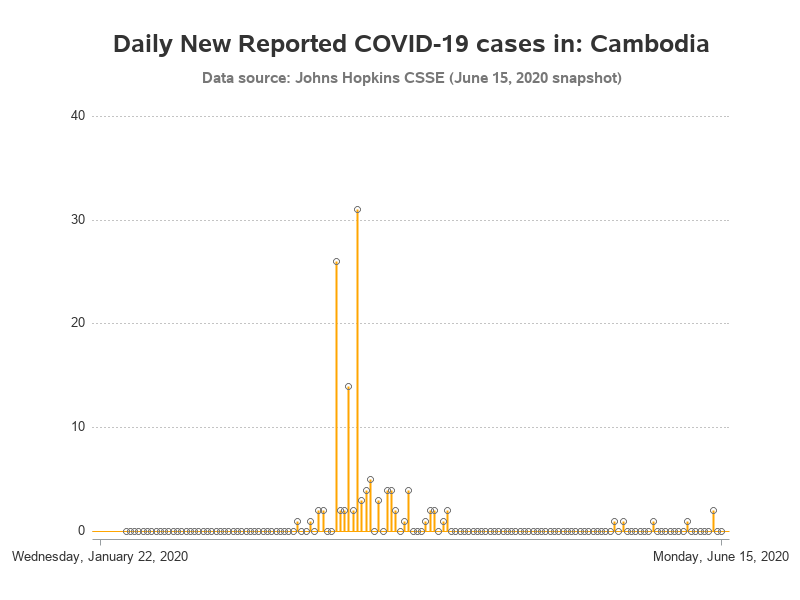 Daily New Reported COVID-19 cases in: Cambodia
Data source: Johns Hopkins CSSE (June 15, 2020 snapshot)
40
30
20
10
0
Wednesday, January 22, 2020
Monday, June 15, 2020